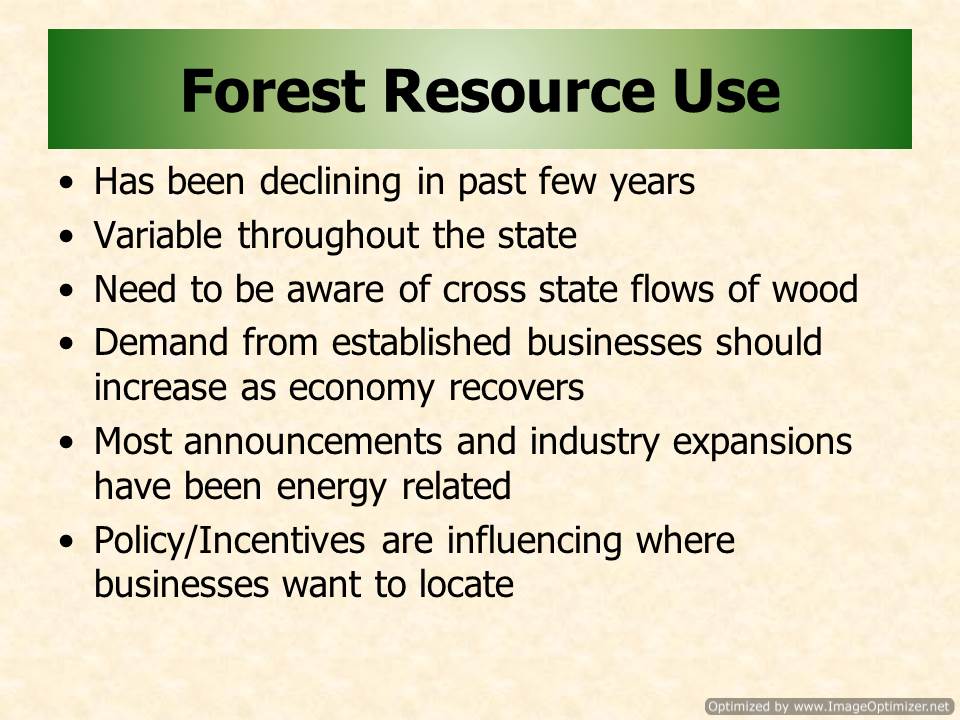 Forest Resource Use
• Has been declining in past few years
• Variable throughout the state
• Need to be aware of cross state flows of wood
• Demand from established businesses should
increase as economy recovers
• Most announcements and industry expansions
have been energy related
• Policy/Incentives are influencing where
businesses want to locate
Optimized by www.ImageOptimizer.net